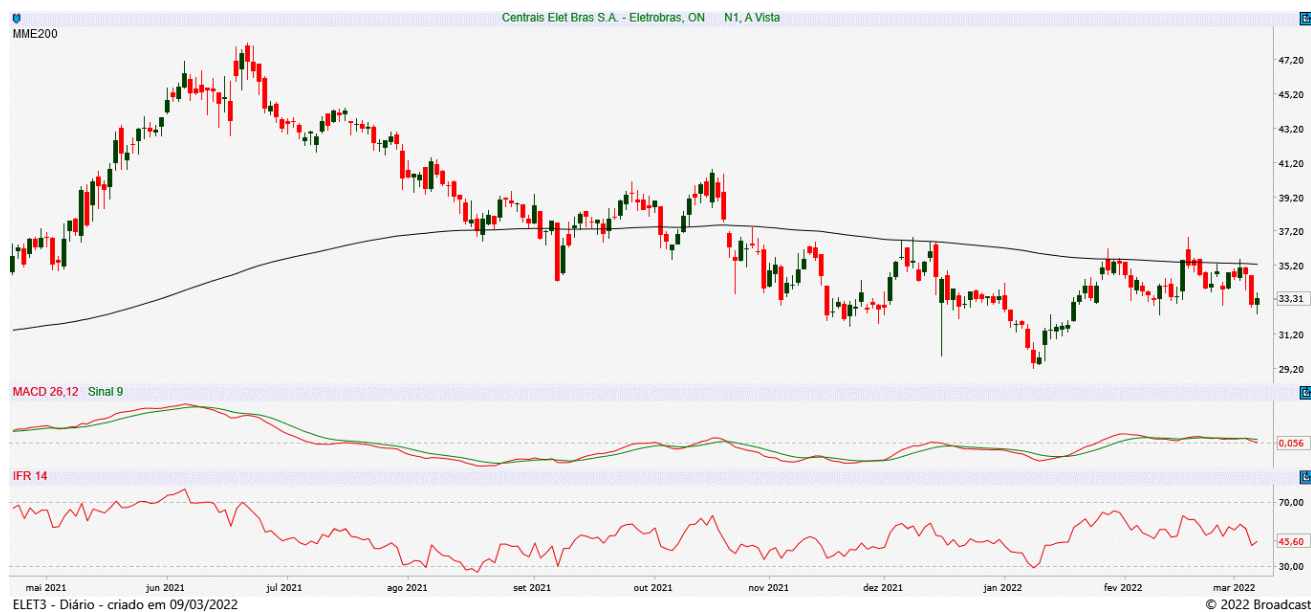 Centrais Elet Bras S.A. - Eletrobras, ON N1, A Vista
MME200
47,20
45,20
43,20
41,20
39,20
37,20
35,20
33,31
31,20
29,20
MACD 26,12 Sinal 9
0,056
IFR 14
70,00
45,60
30,00
mai 2021 jun 2021 jul 2021 ago 2021 set 2021 out 2021 nov 2021 dez 2021 jan 2022 fev 2022 mar 2022
ELET3 - Diário - criado em 09/03/2022 © 2022 Broadcast